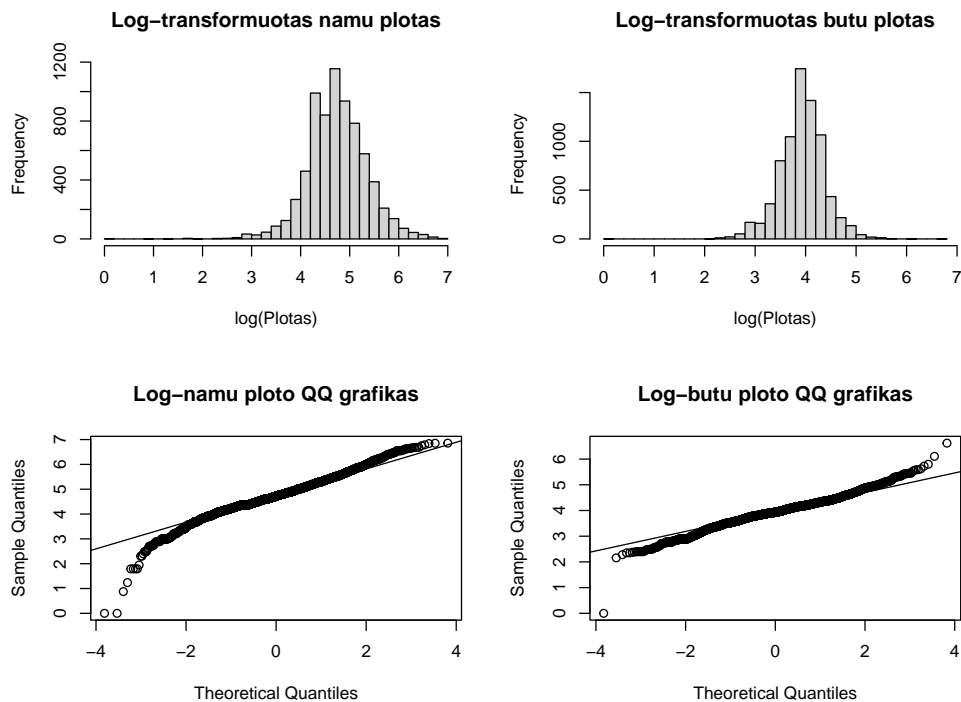 Log−transformuotas namu plotas
Frequency
1200
800
400
0
0 1 2 3 4 5 6 7
log(Plotas)
Log−transformuotas butu plotas
Frequency
1000
500
0
0 1 2 3 4 5 6 7
log(Plotas)
Log−namu ploto QQ grafikas
Sample Quantiles
7
6
5
4
3
2
1
0
−4 −2 0 2 4
Theoretical Quantiles
Log−butu ploto QQ grafikas
Sample Quantiles
6
5
4
3
2
1
0
−4 −2 0 2 4
Theoretical Quantiles